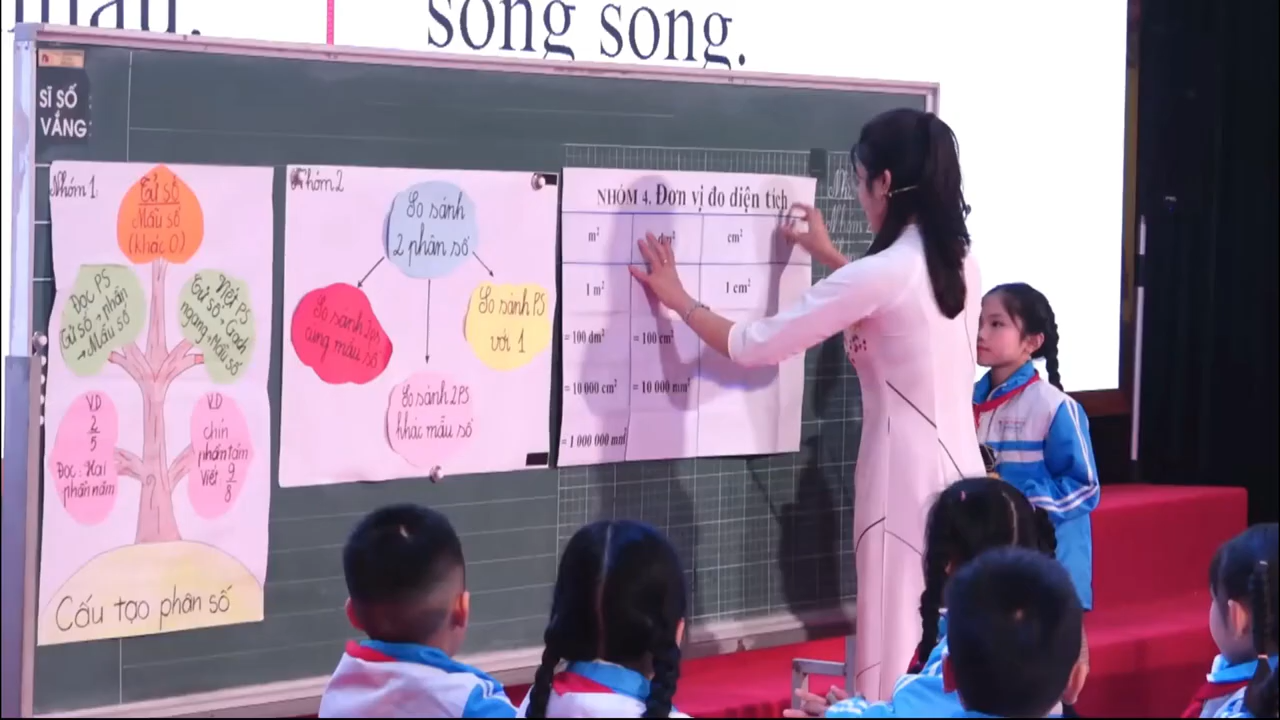 song song.
SĨ SỐ
VẮNG
Nhóm 1:
Tử số
Mẫu số
(khác 0)
Đọc PS
Tử số → phần
→ Mẫu số
Viết PS
Tử số → Gạch
ngang → Mẫu số
VD
2
5
Đọc: Hai
phần năm
VD
chín
phần tám
Viết 9
8
Cấu tạo phân số
Nhóm 2
So sánh
2 phân số
So sánh 2 PS
cùng mẫu số
So sánh PS
với 1
So sánh 2 PS
khác mẫu số
NHÓM 4. Đơn vị đo diện tích
m² dm² cm²
1 m² 1 cm²
= 100 dm² = 100 cm²
= 10 000 cm² = 10 000 mm²
= 1 000 000 mm²